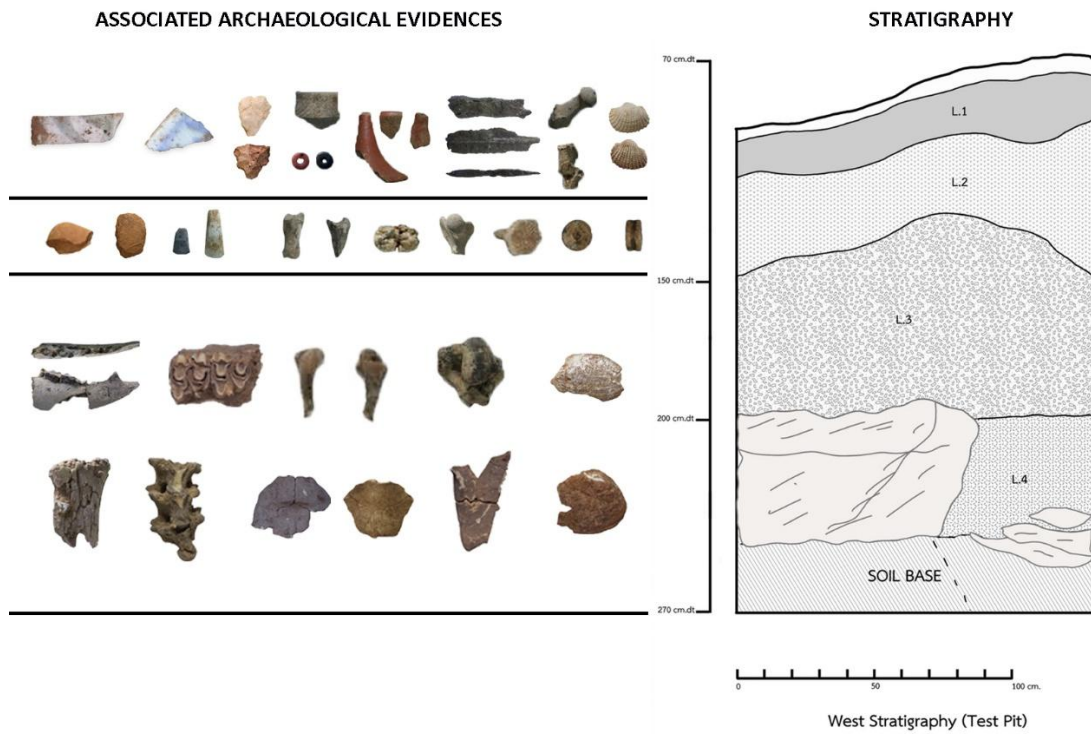 ASSOCIATED ARCHAEOLOGICAL EVIDENCES
STRATIGRAPHY
70 cm.dt
L.1
L.2
150 cm.dt
L.3
200 cm.dt
L.4
SOIL BASE
270 cm.dt
0 50 100 cm.
West Stratigraphy (Test Pit)